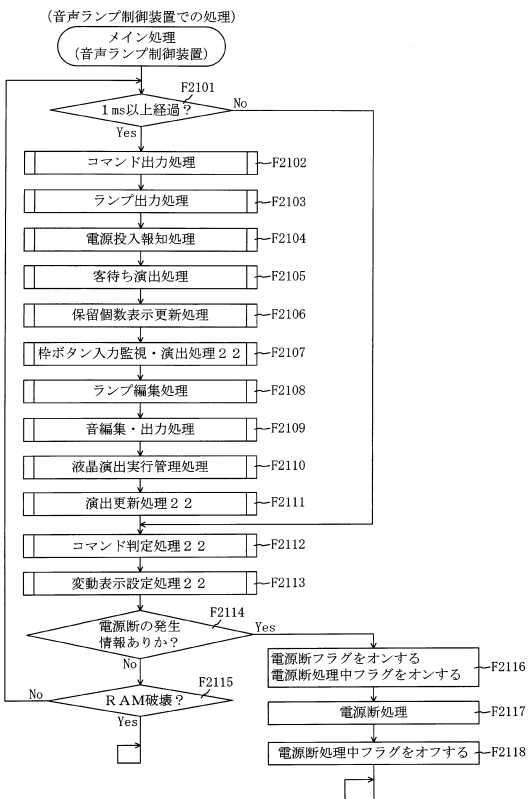 （音声ランプ制御装置での処理）
メイン処理
（音声ランプ制御装置）
F2101
１ms以上経過？
No
Yes
コマンド出力処理
F2102
ランプ出力処理
F2103
電源投入報知処理
F2104
客待ち演出処理
F2105
保留個数表示更新処理
F2106
枠ボタン入力監視・演出処理２２
F2107
ランプ編集処理
F2108
音編集・出力処理
F2109
液晶演出実行管理処理
F2110
演出更新処理２２
F2111
コマンド判定処理２２
F2112
変動表示設定処理２２
F2113
F2114
電源断の発生
情報ありか？
Yes
No
F2115
ＲＡＭ破壊？
No
Yes
電源断フラグをオンする
電源断処理中フラグをオンする
F2116
電源断処理
F2117
電源断処理中フラグをオフする
F2118